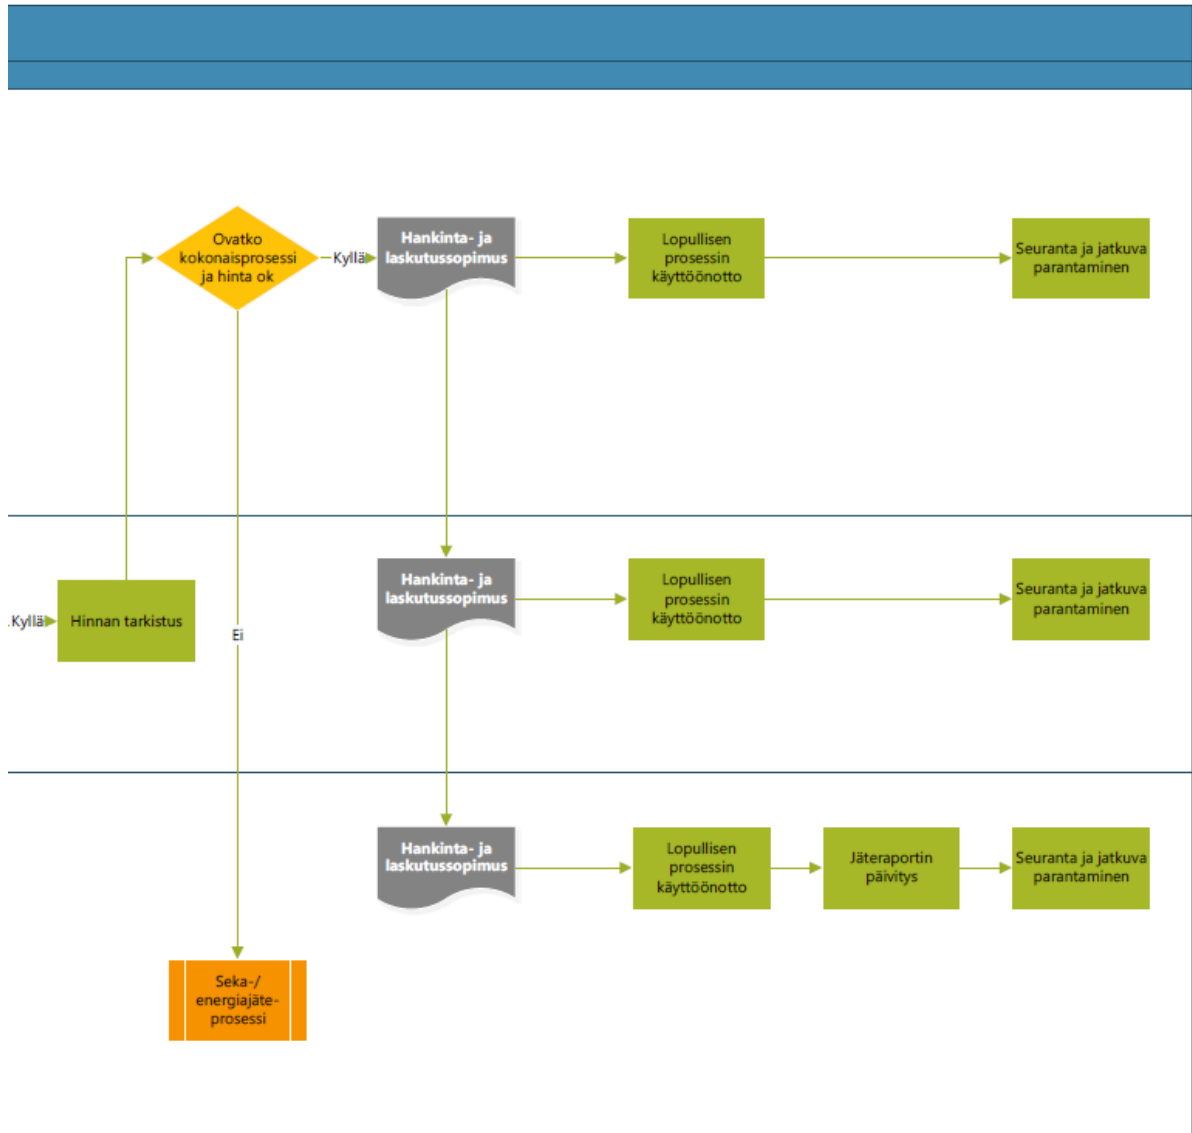 Ovatko
kokonaisprosessi
ja hinta ok
Kyllä
Hankinta- ja
laskutussopimus
Lopullisen
prosessin
käyttöönotto
Seuranta ja jatkuva
parantaminen
Kyllä
Hinnan tarkistus
Ei
Hankinta- ja
laskutussopimus
Lopullisen
prosessin
käyttöönotto
Seuranta ja jatkuva
parantaminen
Hankinta- ja
laskutussopimus
Lopullisen
prosessin
käyttöönotto
Jäteraportin
päivitys
Seuranta ja jatkuva
parantaminen
Seka-/
energiajäte-
prosessi